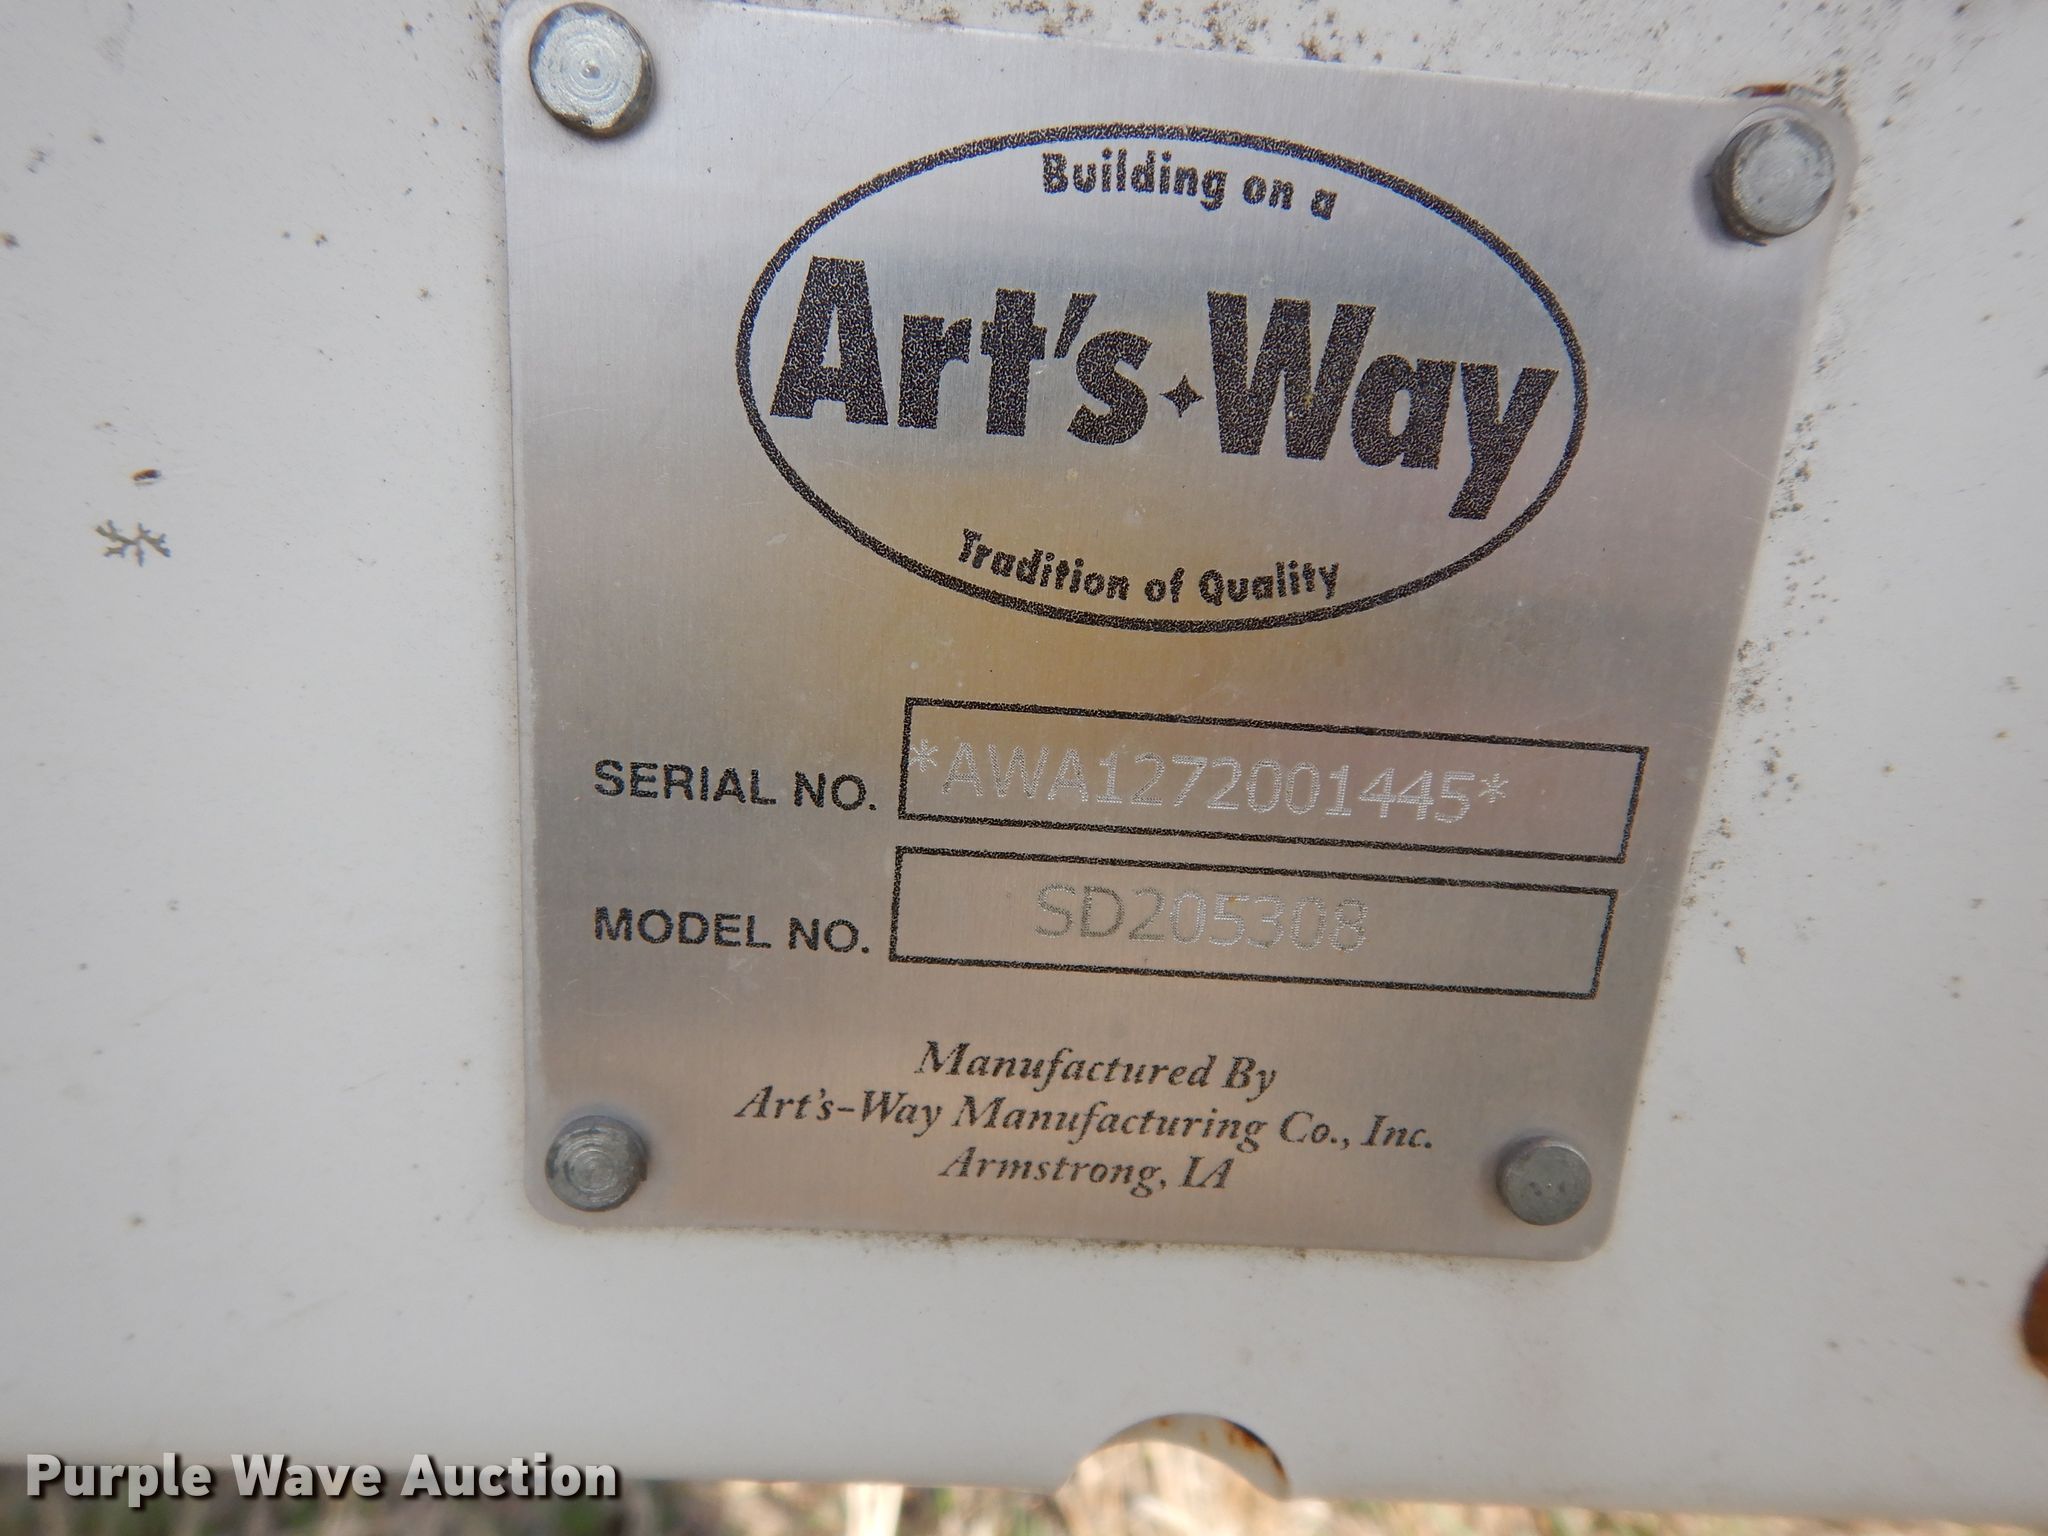 Building on a
Art's✦Way
Tradition of Quality
SERIAL NO. *AWA1272001445*
MODEL NO. SD205308
Manufactured By
Art's-Way Manufacturing Co., Inc.
Armstrong, IA
Purple Wave Auction